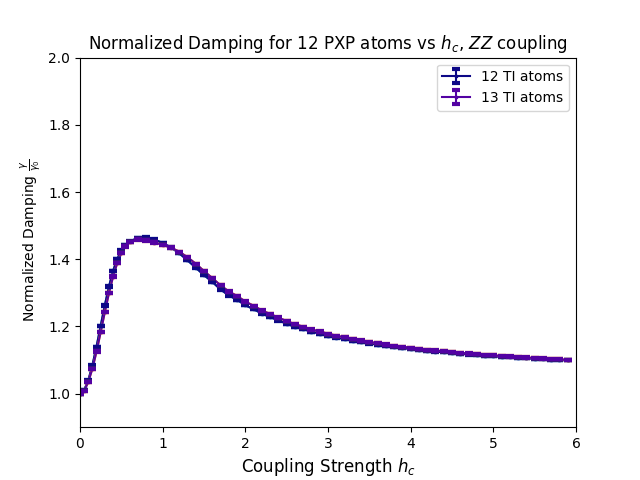 Normalized Damping for 12 PXP atoms vs $h_c$, $ZZ$ coupling
2.0
12 TI atoms
13 TI atoms
1.8
1.6
1.4
1.2
1.0
Normalized Damping $\frac{\gamma}{\gamma_0}$
0 1 2 3 4 5 6
Coupling Strength $h_c$